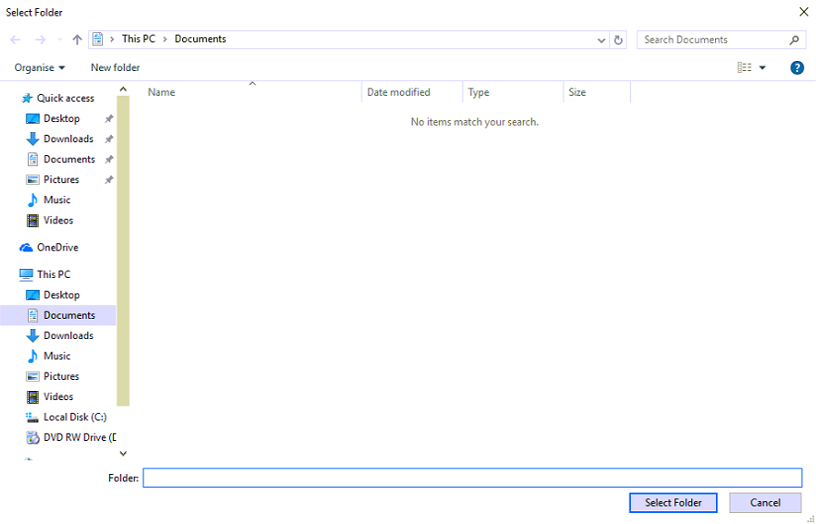 Select Folder
This PC Documents
Search Documents
Organise New folder
Name Date modified Type Size
No items match your search.
Quick access
Desktop
Downloads
Documents
Pictures
Music
Videos
OneDrive
This PC
Desktop
Documents
Downloads
Music
Pictures
Videos
Local Disk (C:)
DVD RW Drive (D
Folder:
Select Folder Cancel